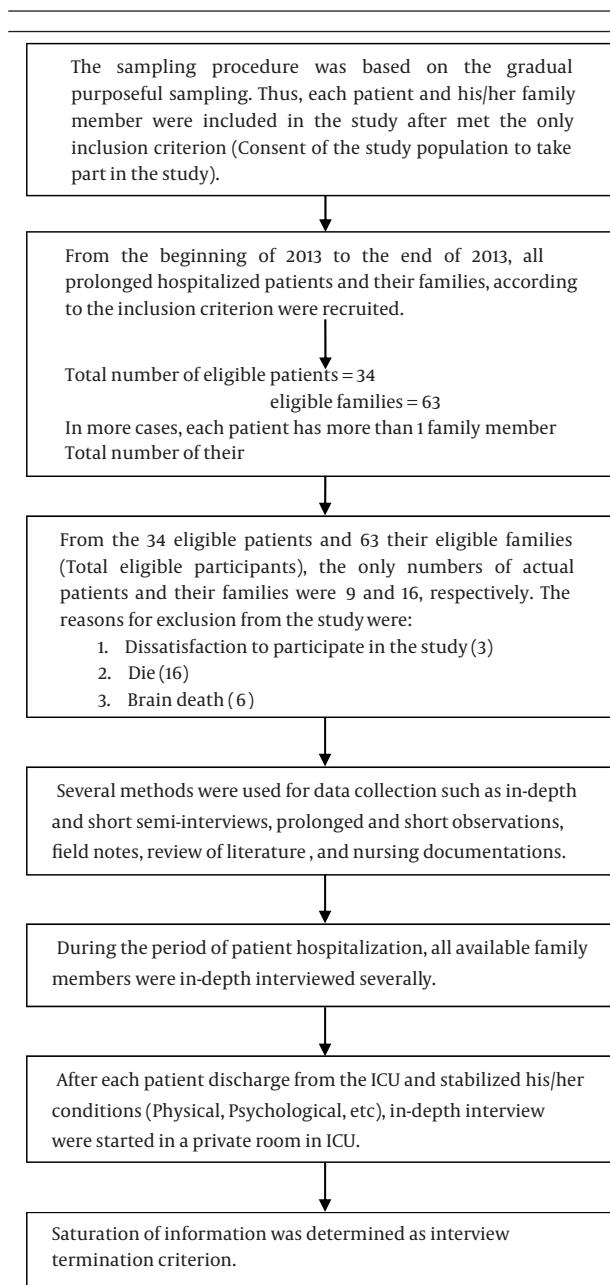 The sampling procedure was based on the gradual
purposeful sampling. Thus, each patient and his/her family
member were included in the study after met the only
inclusion criterion (Consent of the study population to take
part in the study).
From the beginning of 2013 to the end of 2013, all
prolonged hospitalized patients and their families, according
to the inclusion criterion were recruited.
Total number of eligible patients = 34
eligible families = 63
In more cases, each patient has more than 1 family member
Total number of their
From the 34 eligible patients and 63 their eligible families
(Total eligible participants), the only numbers of actual
patients and their families were 9 and 16, respectively. The
reasons for exclusion from the study were:
1. Dissatisfaction to participate in the study (3)
2. Die (16)
3. Brain death ( 6 )
Several methods were used for data collection such as in-depth
and short semi-interviews, prolonged and short observations,
field notes, review of literature , and nursing documentations.
During the period of patient hospitalization, all available family
members were in-depth interviewed severally.
After each patient discharge from the ICU and stabilized his/her
conditions (Physical, Psychological, etc), in-depth interview
were started in a private room in ICU.
Saturation of information was determined as interview
termination criterion.